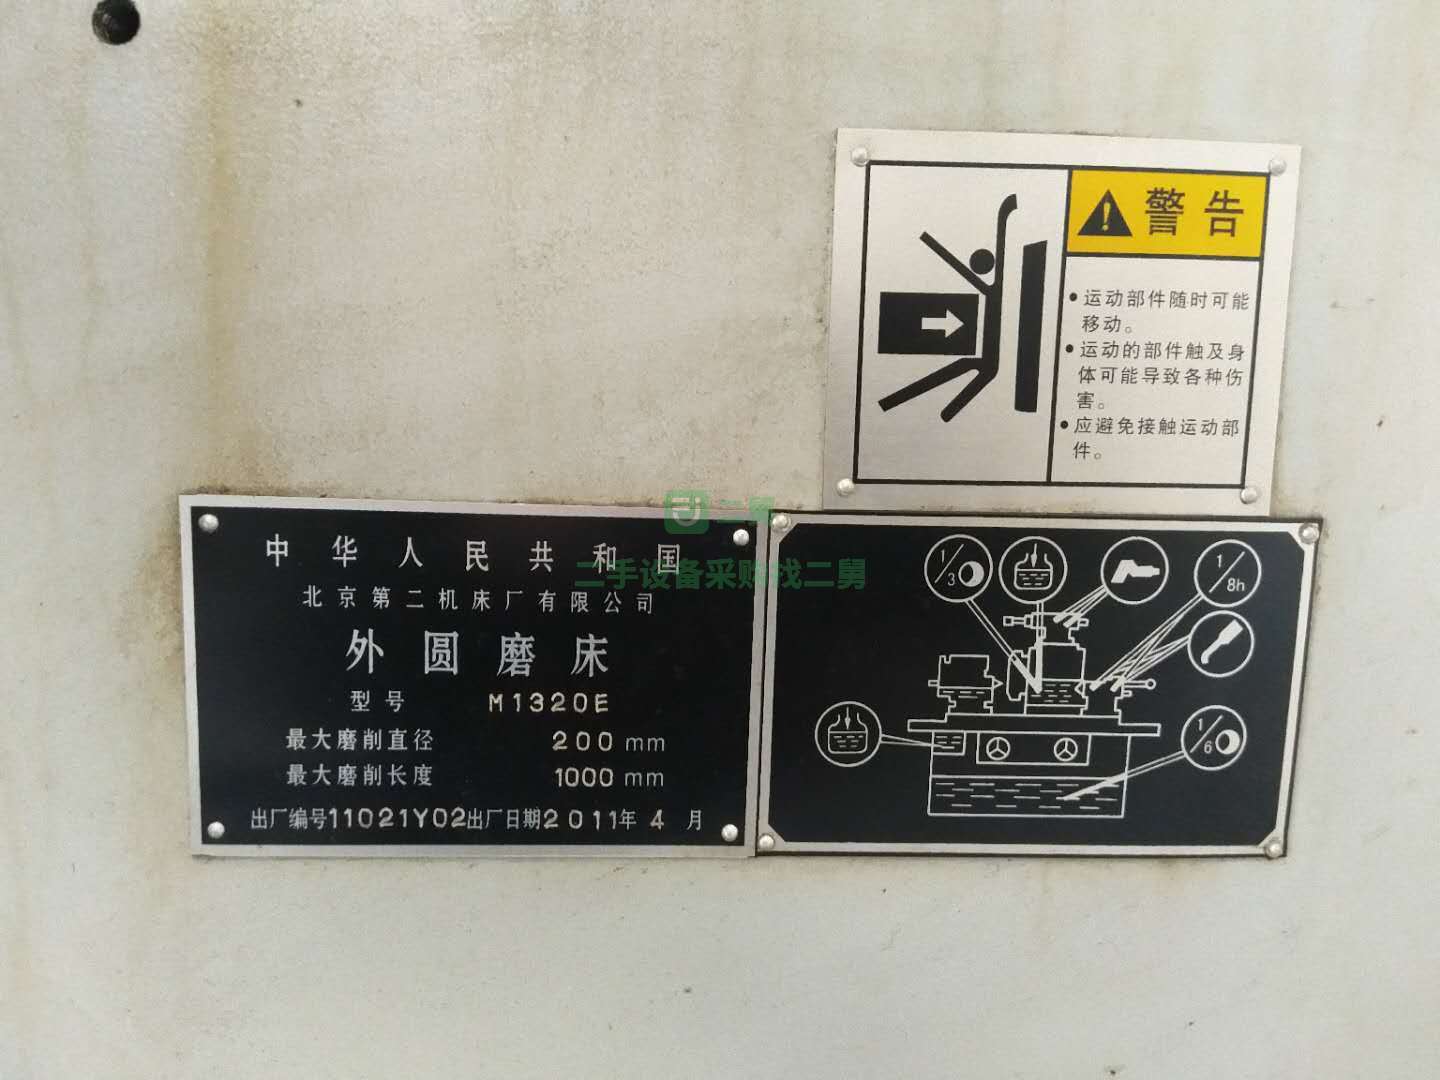 警告
●运动部件随时可能
移动。
●运动的部件触及身
体可能导致各种伤
害。
●应避免接触运动部
件。
中华人民共和国
北京第二机床厂有限公司
外圆磨床
型号 M1320E
最大磨削直径 200 mm
最大磨削长度 1000 mm
出厂编号11021Y02出厂日期2011年4月
二舅
二手设备采购找二舅
1/3
1/8h
1/6